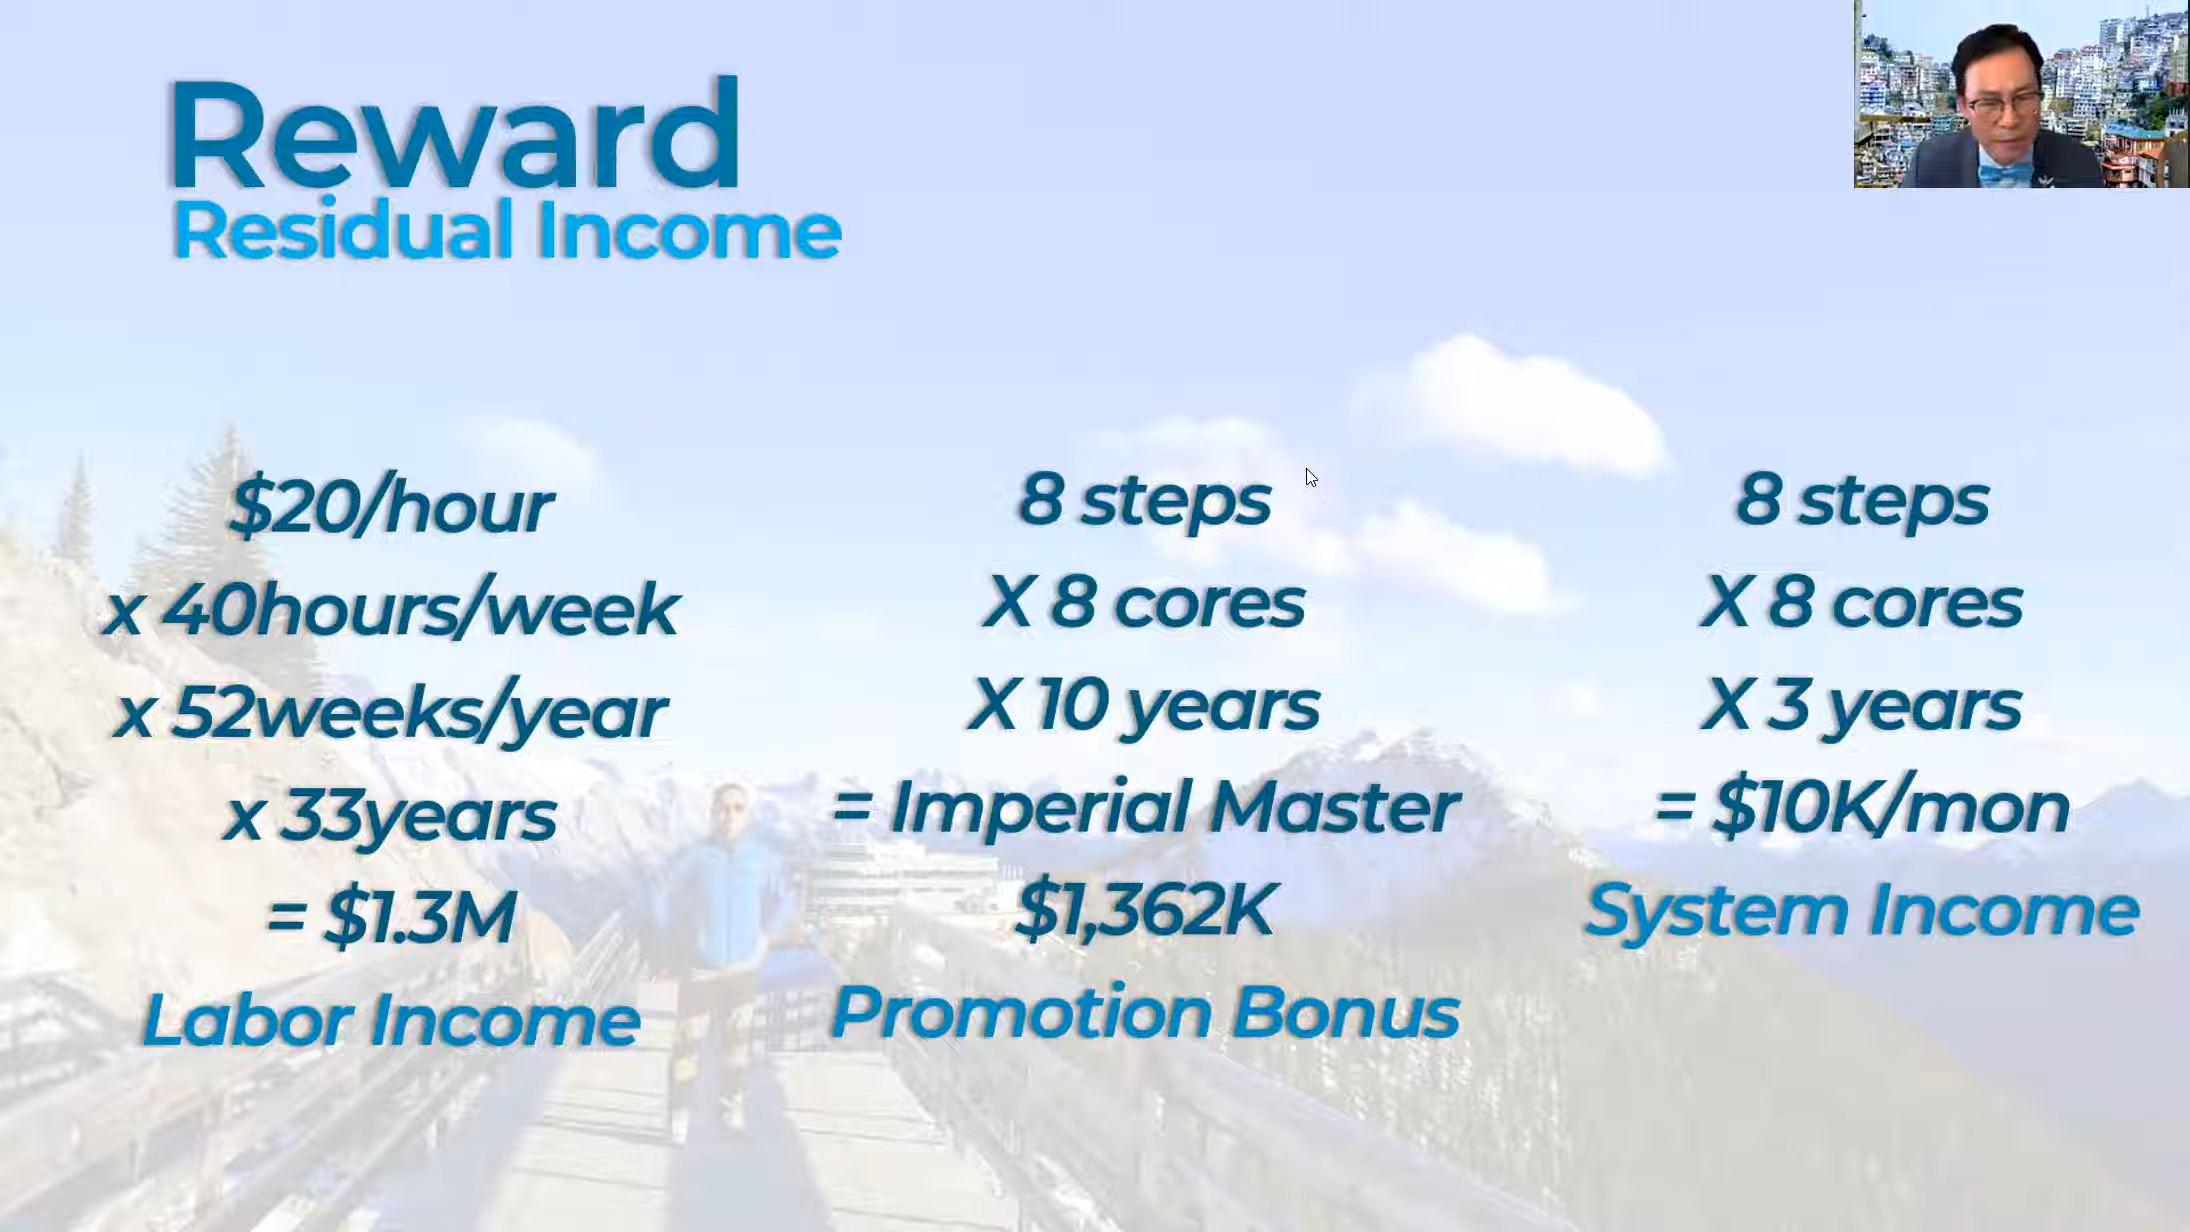 Reward
Residual Income
$20/hour
x 40hours/week
x 52weeks/year
x 33years
= $1.3M
Labor Income
8 steps
X 8 cores
X 10 years
= Imperial Master
$1,362K
Promotion Bonus
8 steps
X 8 cores
X 3 years
= $10K/mon
System Income